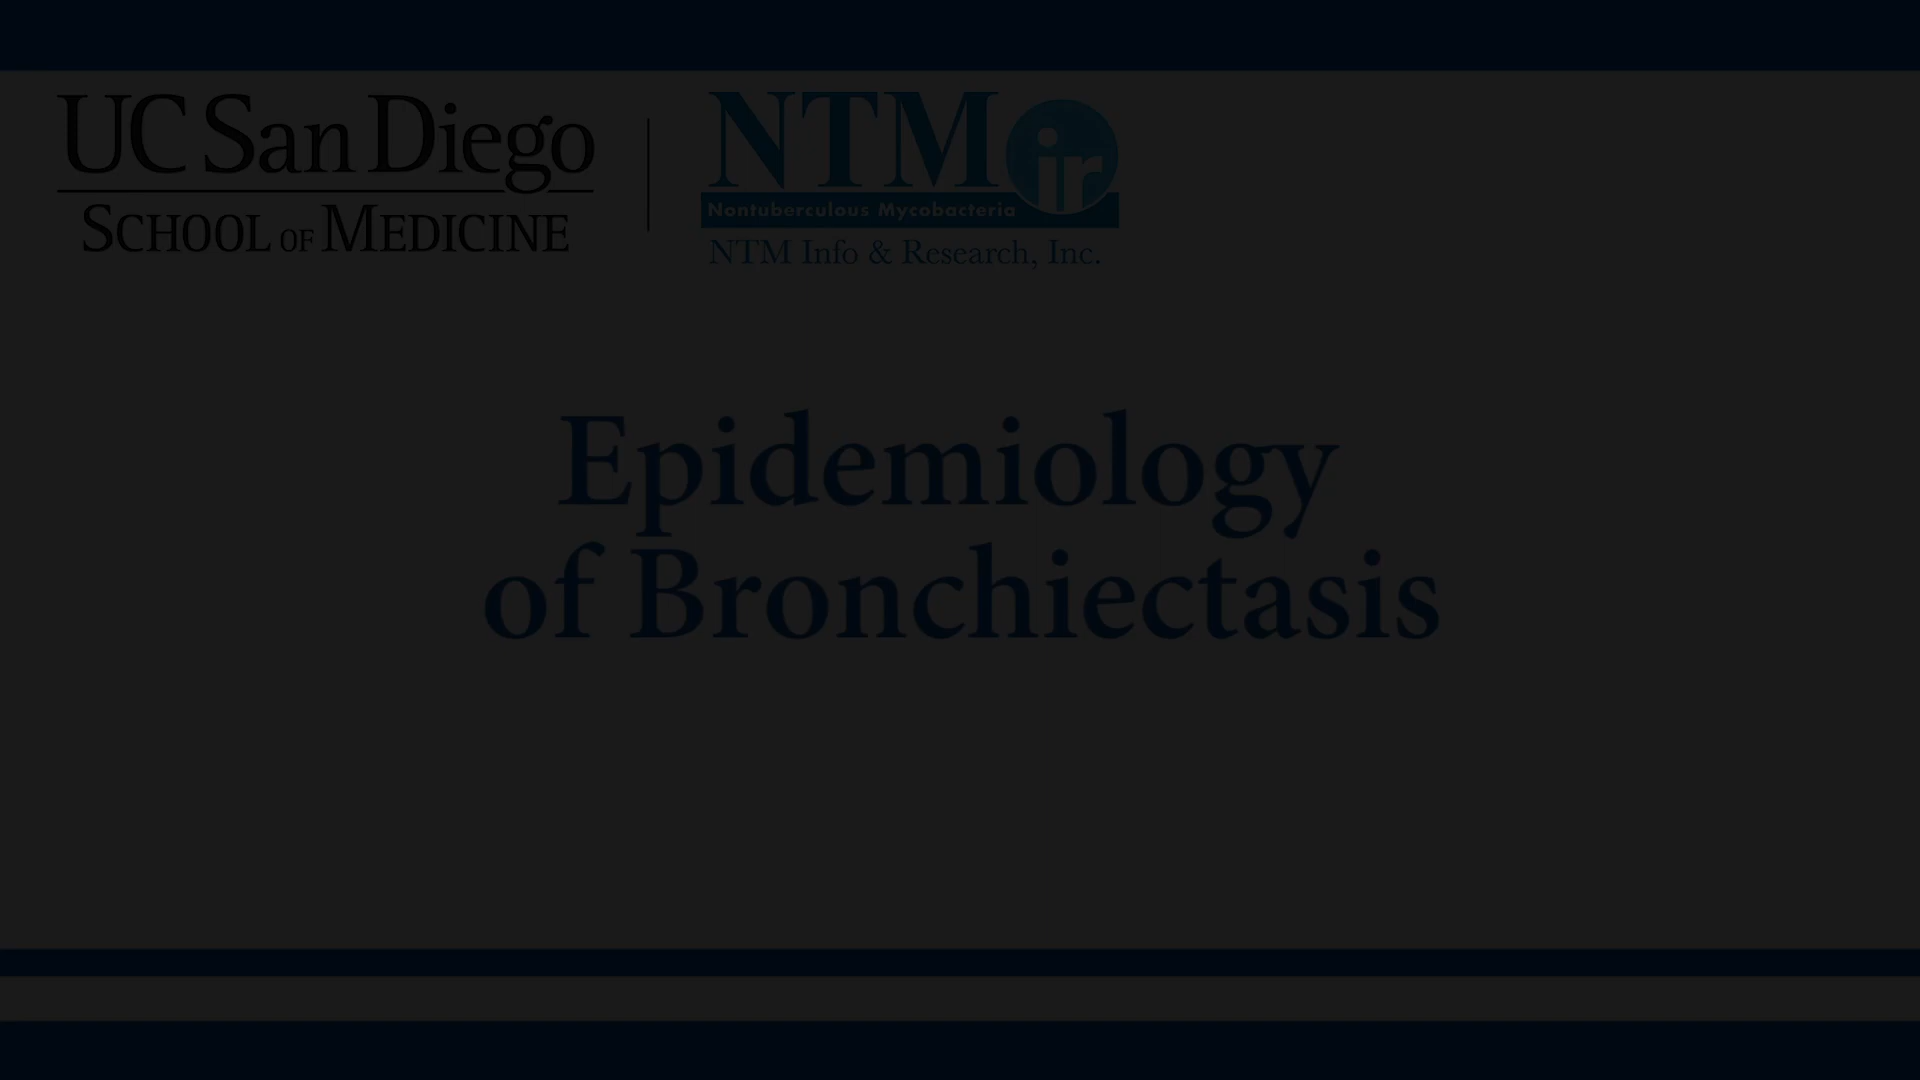 UC San Diego
SCHOOL OF MEDICINE
NTM ir
Nontuberculous Mycobacteria
NTM Info & Research, Inc.
Epidemiology
of Bronchiectasis